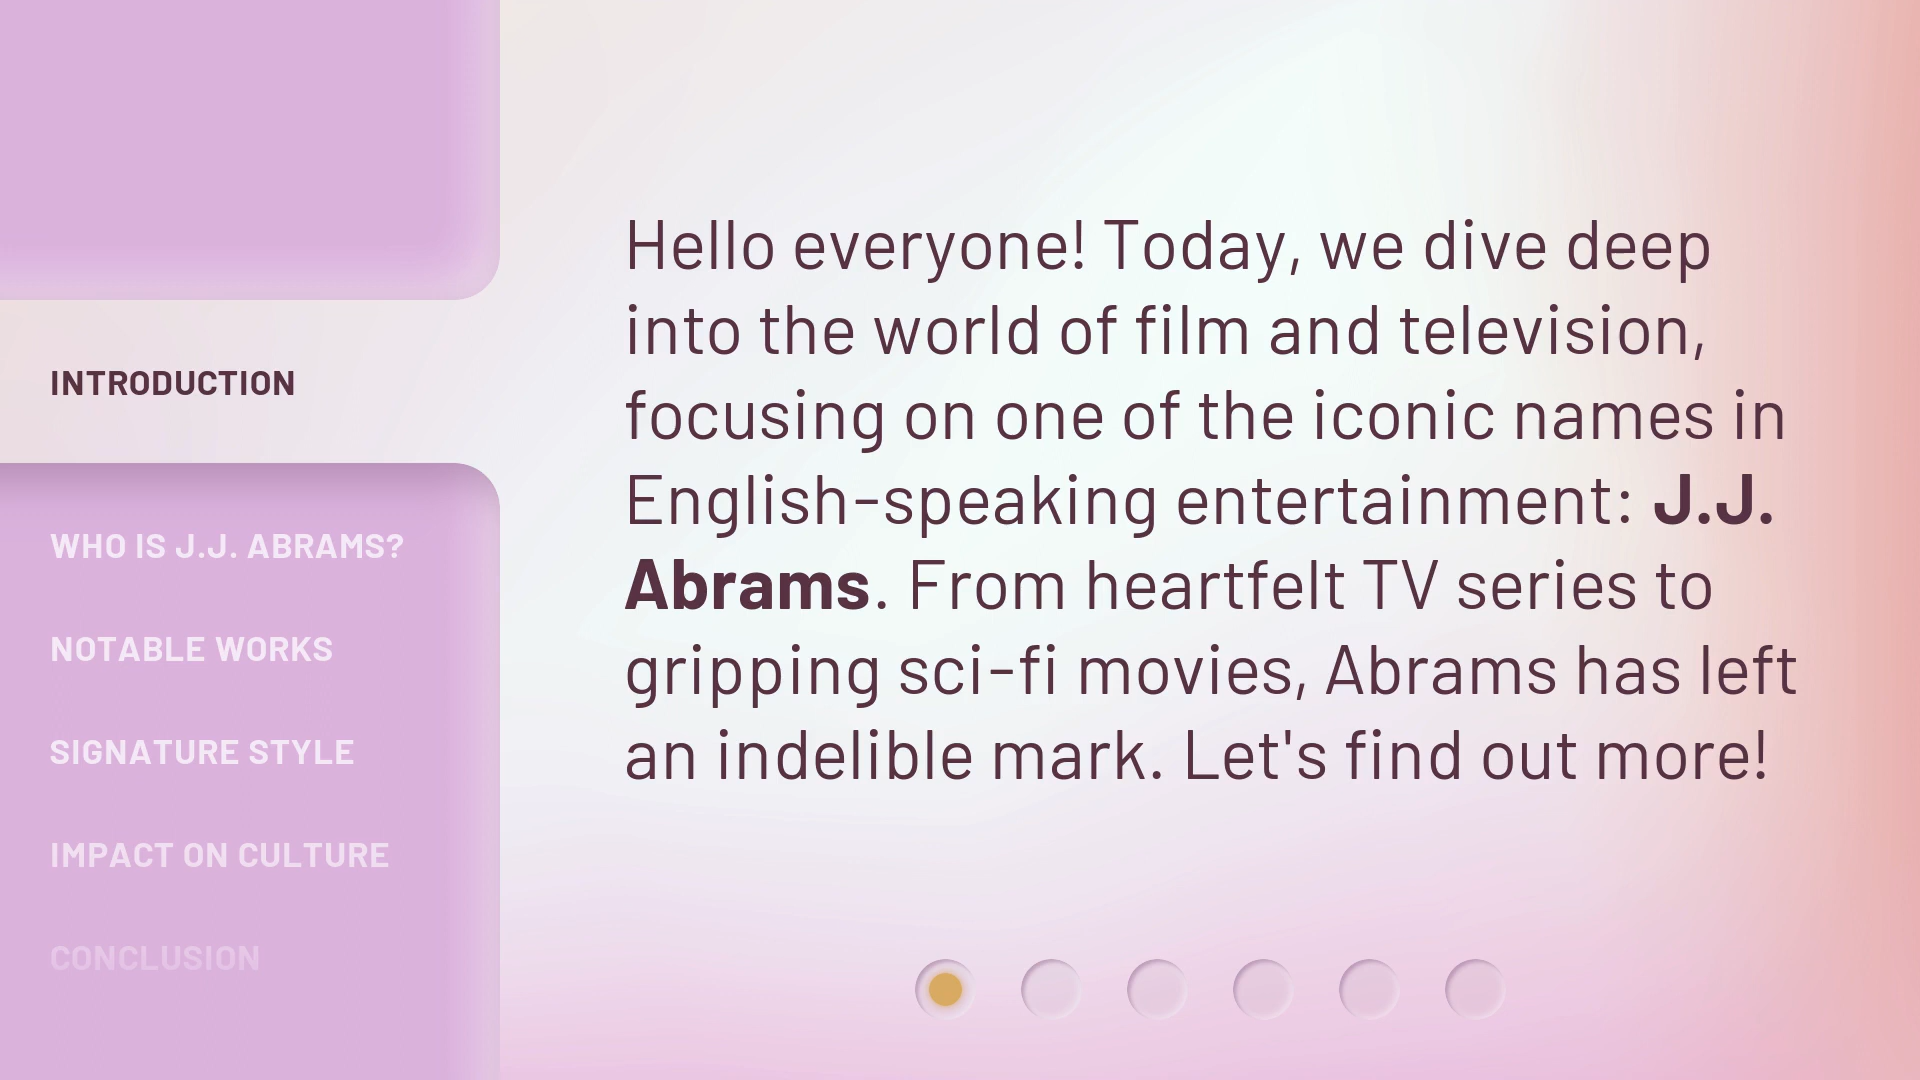 INTRODUCTION
WHO IS J.J. ABRAMS?
NOTABLE WORKS
SIGNATURE STYLE
IMPACT ON CULTURE
CONCLUSION
Hello everyone! Today, we dive deep
into the world of film and television,
focusing on one of the iconic names in
English-speaking entertainment: J.J.
Abrams. From heartfelt TV series to
gripping sci-fi movies, Abrams has left
an indelible mark. Let's find out more!